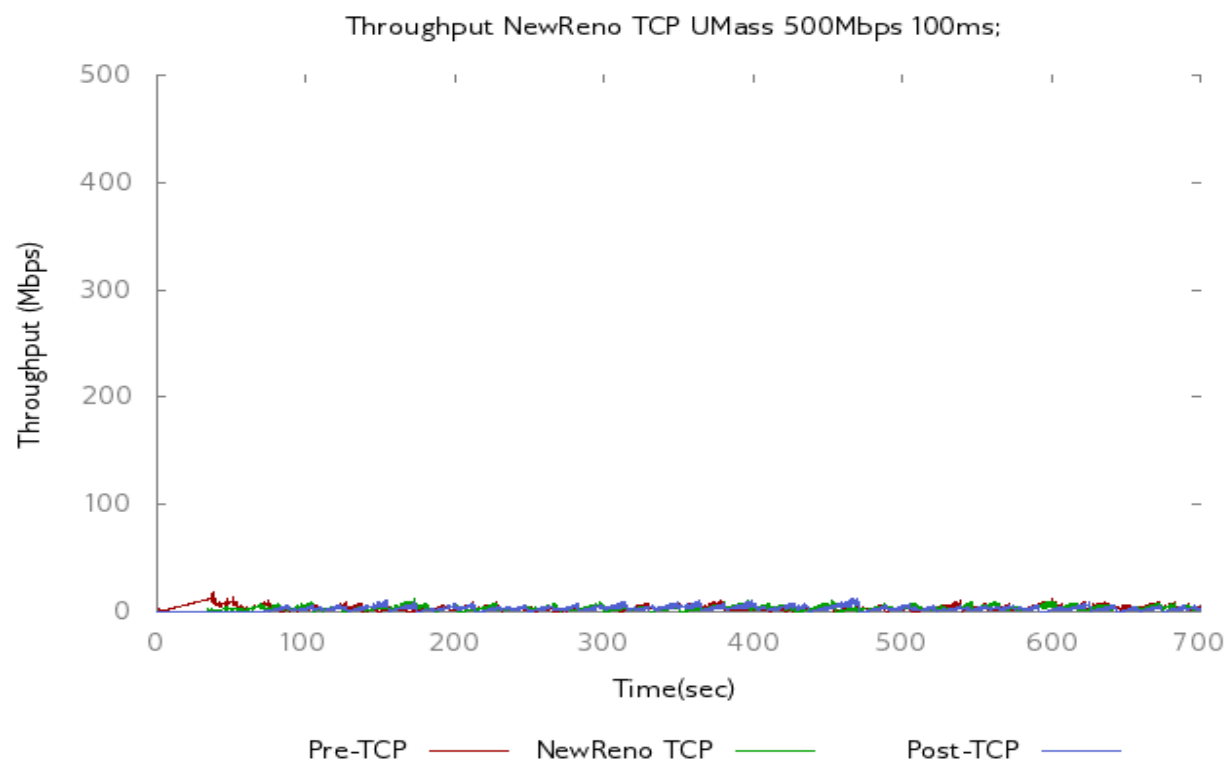 Throughput NewReno TCP UMass 500Mbps 100ms;
500
400
300
200
100
0
Throughput (Mbps)
0 100 200 300 400 500 600 700
Time(sec)
Pre-TCP NewReno TCP Post-TCP